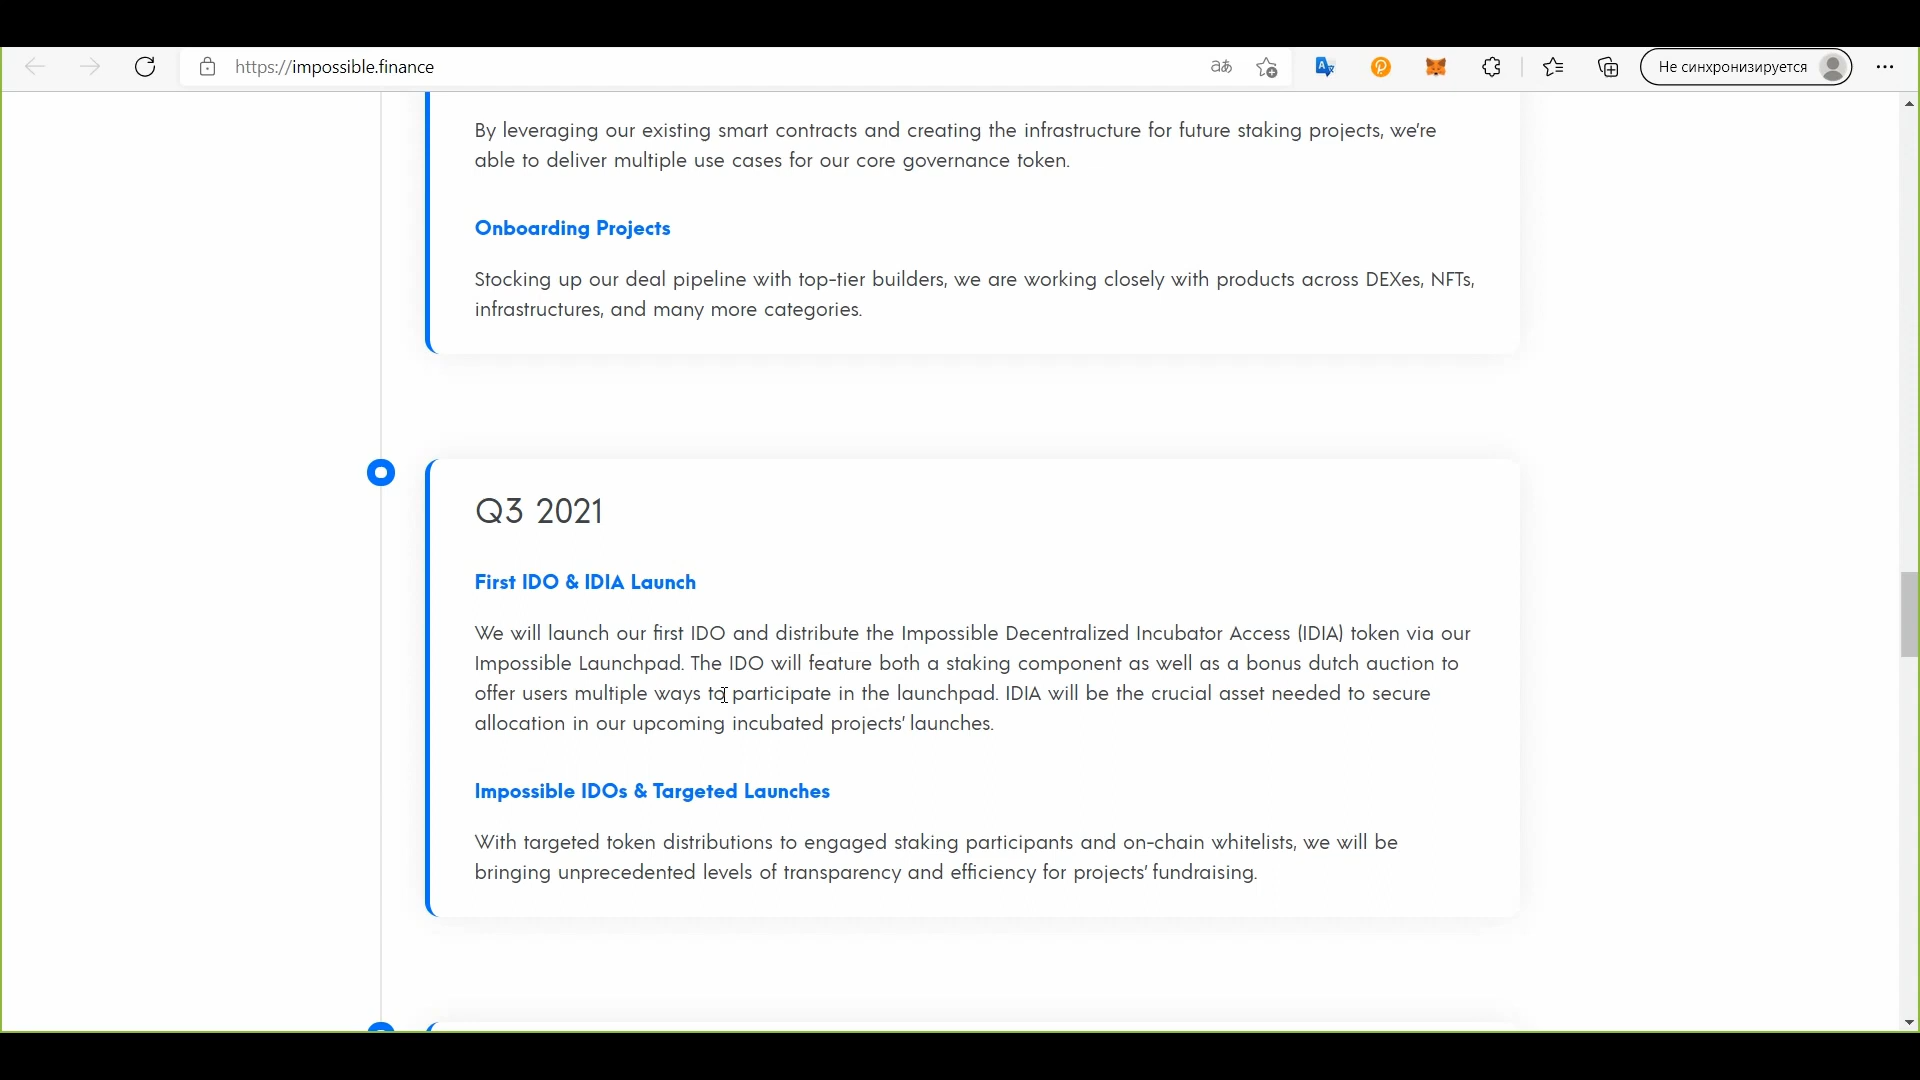 https://impossible.finance
аあ
Не синхронизируется
By leveraging our existing smart contracts and creating the infrastructure for future staking projects, we're
able to deliver multiple use cases for our core governance token.
Onboarding Projects
Stocking up our deal pipeline with top-tier builders, we are working closely with products across DEXes, NFTs,
infrastructures, and many more categories.
Q3 2021
First IDO & IDIA Launch
We will launch our first IDO and distribute the Impossible Decentralized Incubator Access (IDIA) token via our
Impossible Launchpad. The IDO will feature both a staking component as well as a bonus dutch auction to
offer users multiple ways to participate in the launchpad. IDIA will be the crucial asset needed to secure
allocation in our upcoming incubated projects' launches.
Impossible IDOs & Targeted Launches
With targeted token distributions to engaged staking participants and on-chain whitelists, we will be
bringing unprecedented levels of transparency and efficiency for projects' fundraising.